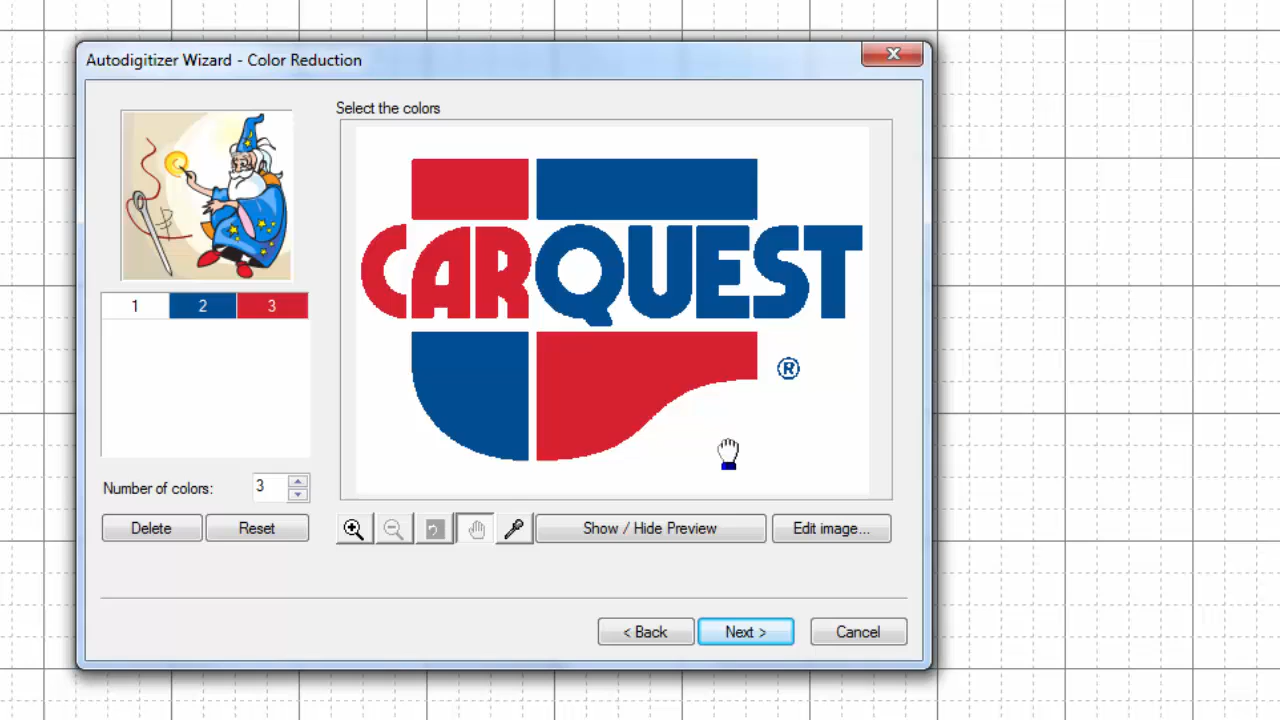 Autodigitizer Wizard - Color Reduction
Select the colors
CARQUEST
®
1 2 3
Number of colors: 3
Delete Reset Show / Hide Preview Edit image...
< Back Next > Cancel